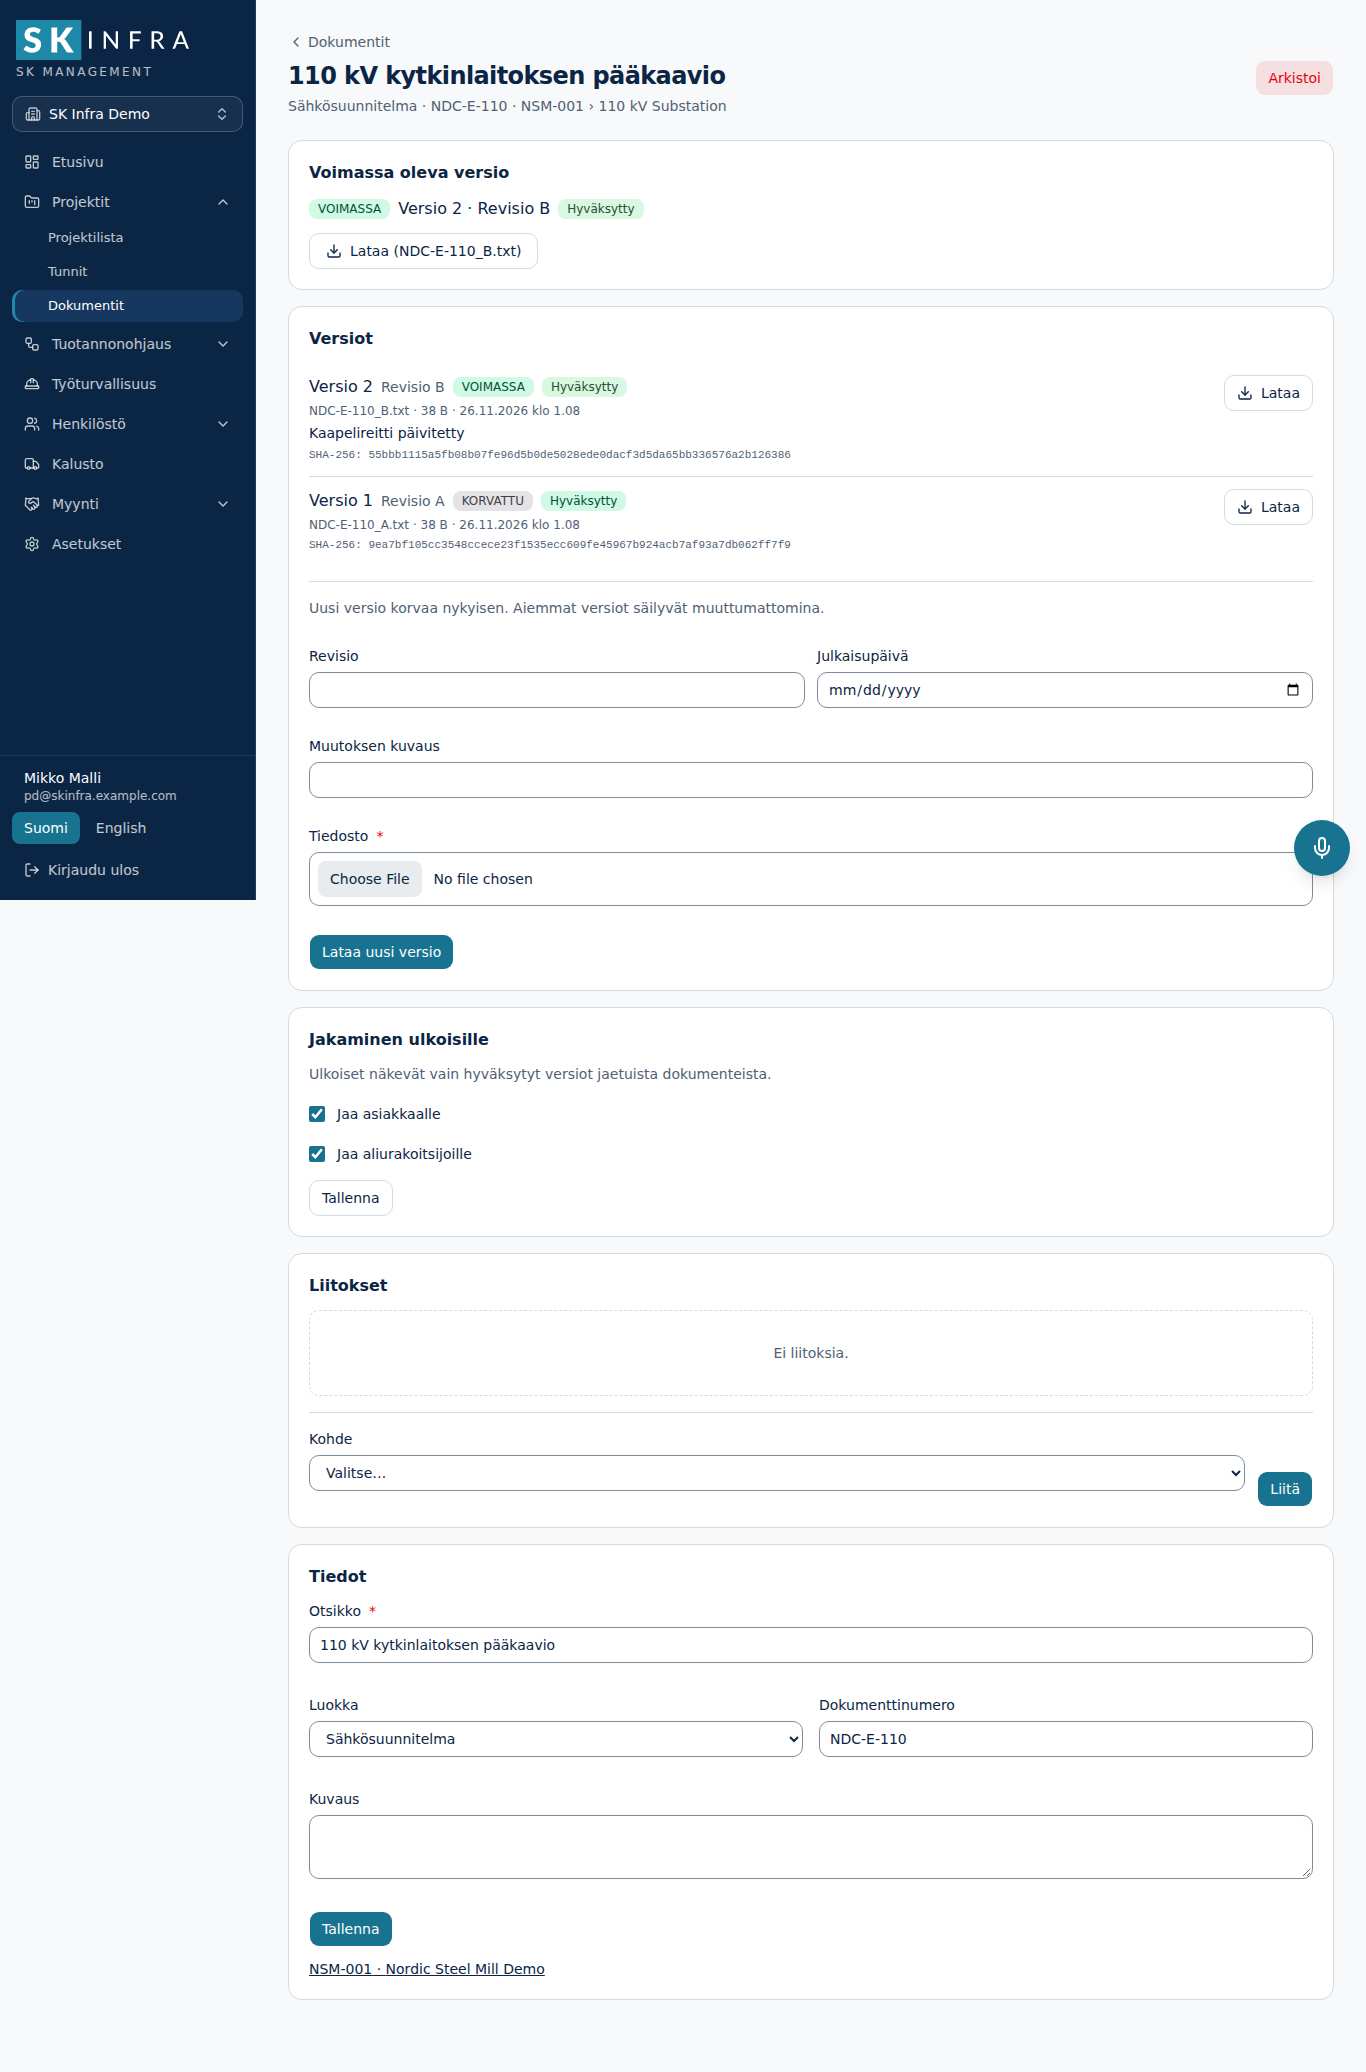 SK INFRA
SK MANAGEMENT
SK Infra Demo
Etusivu
Projektit
Projektilista
Tunnit
Dokumentit
Tuotannonohjaus
Työturvallisuus
Henkilöstö
Kalusto
Myynti
Asetukset
Mikko Malli
pd@skinfra.example.com
Suomi English
Kirjaudu ulos
Dokumentit
110 kV kytkinlaitoksen pääkaavio
Arkistoi
Sähkösuunnitelma · NDC-E-110 · NSM-001 › 110 kV Substation
Voimassa oleva versio
VOIMASSA Versio 2 · Revisio B Hyväksytty
Lataa (NDC-E-110_B.txt)
Versiot
Versio 2 Revisio B VOIMASSA Hyväksytty
Lataa
NDC-E-110_B.txt · 38 B · 26.11.2026 klo 1.08
Kaapelireitti päivitetty
SHA-256: 55bbb1115a5fb08b07fe96d5b0de5028ede0dacf3d5da65bb336576a2b126386
Versio 1 Revisio A KORVATTU Hyväksytty
Lataa
NDC-E-110_A.txt · 38 B · 26.11.2026 klo 1.08
SHA-256: 9ea7bf105cc3548ccece23f1535ecc609fe45967b924acb7af93a7db062ff7f9
Uusi versio korvaa nykyisen. Aiemmat versiot säilyvät muuttumattomina.
Revisio Julkaisupäivä
mm/dd/yyyy
Muutoksen kuvaus
Tiedosto *
Choose File No file chosen
Lataa uusi versio
Jakaminen ulkoisille
Ulkoiset näkevät vain hyväksytyt versiot jaetuista dokumenteista.
Jaa asiakkaalle
Jaa aliurakoitsijoille
Tallenna
Liitokset
Ei liitoksia.
Kohde
Valitse...
Liitä
Tiedot
Otsikko *
110 kV kytkinlaitoksen pääkaavio
Luokka Dokumenttinumero
Sähkösuunnitelma NDC-E-110
Kuvaus
Tallenna
NSM-001 · Nordic Steel Mill Demo